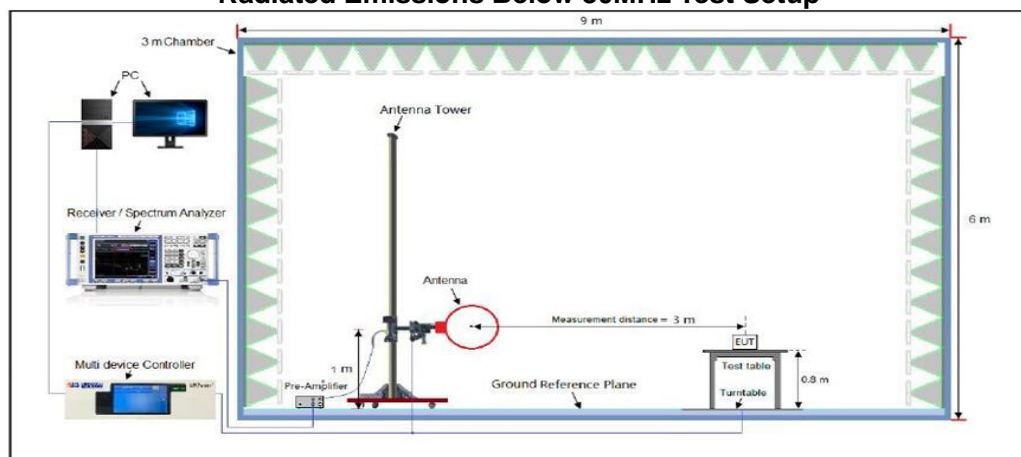 Radiated Emissions Below 30MHz Test Setup
9 m
3 m Chamber
PC
Antenna Tower
Receiver / Spectrum Analyzer
6 m
Antenna
Measurement distance = 3 m
EUT
1 m
Multi device Controller
Test table
0.8 m
Pre-Amplifier
Ground Reference Plane
Turntable